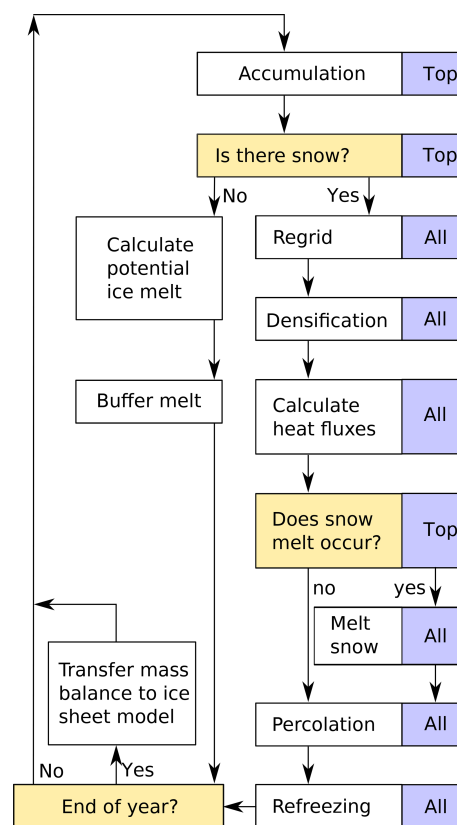 Accumulation
Top
Is there snow?
Top
No
Yes
Calculate
potential
ice melt
Regrid
All
Densification
All
Buffer melt
Calculate
heat fluxes
All
Does snow
melt occur?
Top
no
yes
Melt
snow
All
Transfer mass
balance to ice
sheet model
Percolation
All
No
Yes
End of year?
Refreezing
All